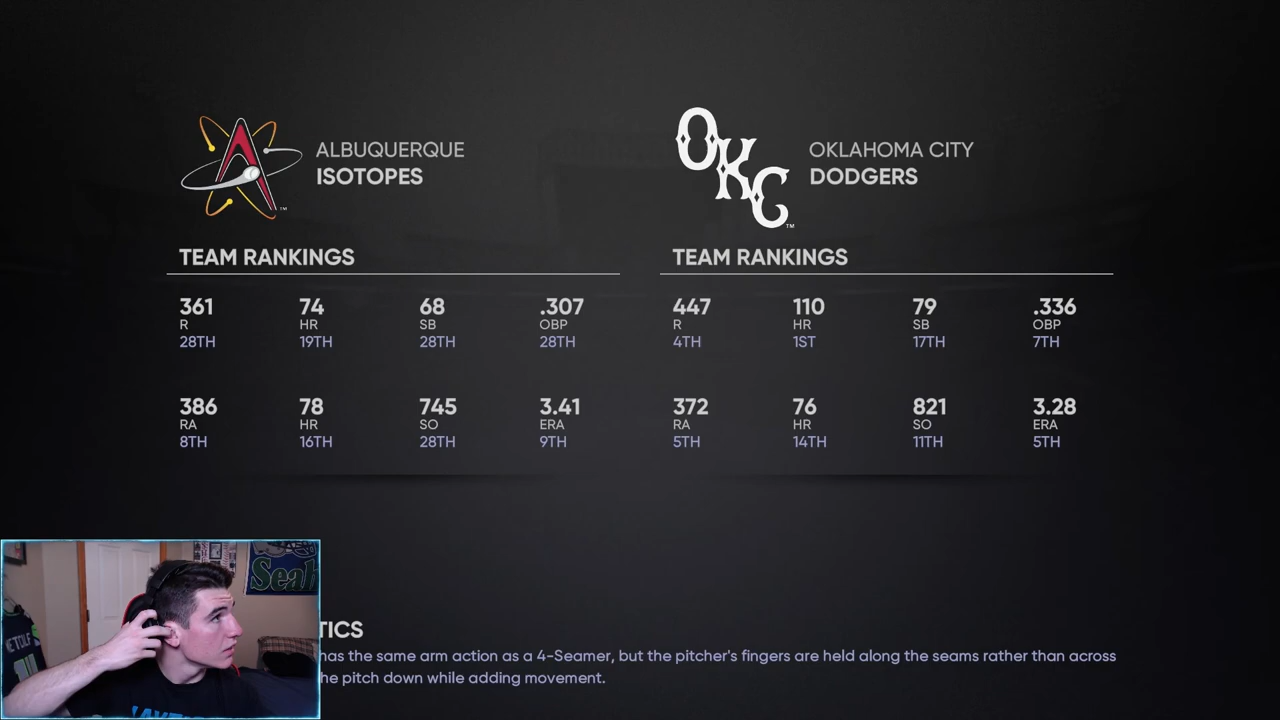 ALBUQUERQUE
ISOTOPES
TEAM RANKINGS
361 74 68 .307
R HR SB OBP
28TH 19TH 28TH 28TH
386 78 745 3.41
RA HR SO ERA
8TH 16TH 28TH 9TH
OKC
OKLAHOMA CITY
DODGERS
TEAM RANKINGS
447 110 79 .336
R HR SB OBP
4TH 1ST 17TH 7TH
372 76 821 3.28
RA HR SO ERA
5TH 14TH 11TH 5TH
Seah
TICS
has the same arm action as a 4-Seamer, but the pitcher's fingers are held along the seams rather than across
he pitch down while adding movement.